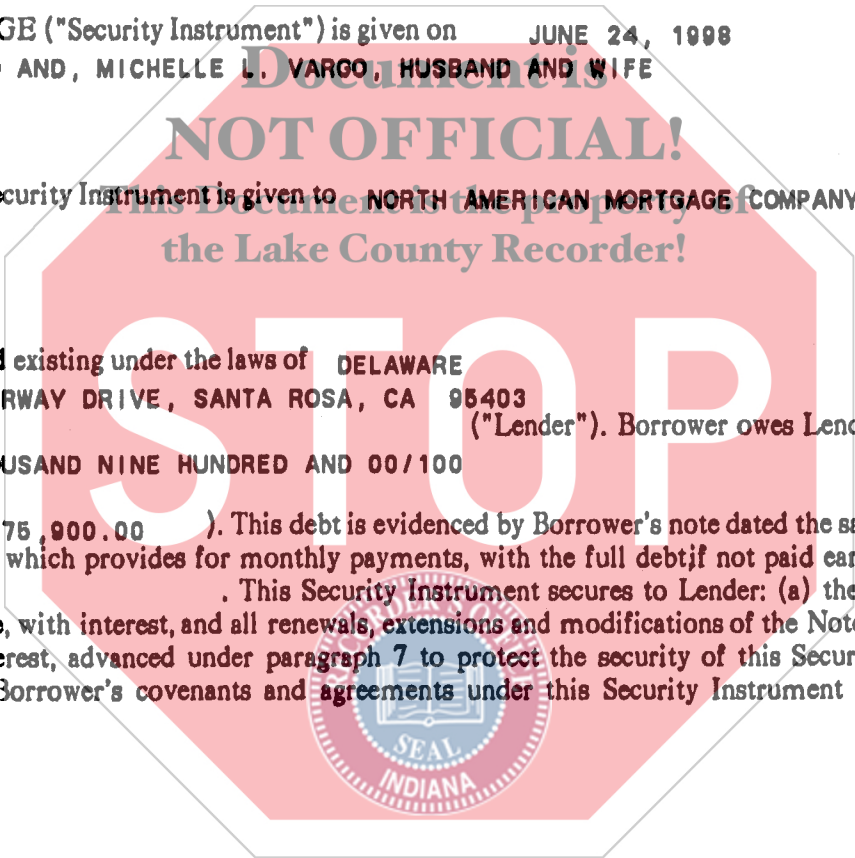 GE ("Security Instrument") is given on JUNE 24, 1998
AND, MICHELLE L. VARGO, HUSBAND AND WIFE
Document is
NOT OFFICIAL!
curity Instrument is given to NORTH AMERICAN MORTGAGE COMPANY
This Document is the property of
the Lake County Recorder!
existing under the laws of DELAWARE
RWAY DRIVE, SANTA ROSA, CA 95403
("Lender"). Borrower owes Lend
USAND NINE HUNDRED AND 00/100
STOP
75,900.00 ). This debt is evidenced by Borrower's note dated the sa
which provides for monthly payments, with the full debt,if not paid ear
. This Security Instrument secures to Lender: (a) the
, with interest, and all renewals, extensions and modifications of the Note
erest, advanced under paragraph 7 to protect the security of this Secur
Borrower's covenants and agreements under this Security Instrument
RECORDER'S OFFICE
SEAL
INDIANA